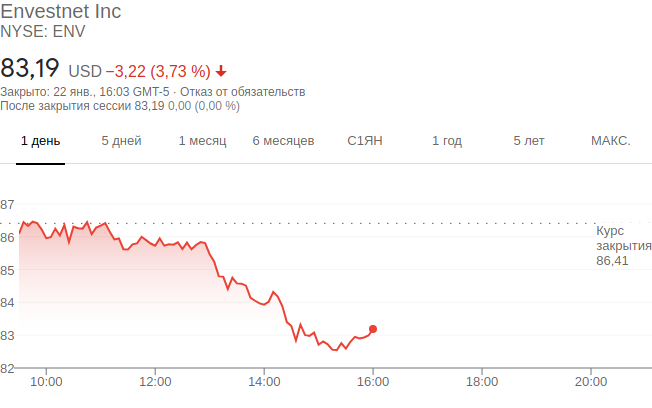 Envestnet Inc
NYSE: ENV
83,19 USD −3,22 (3,73 %)
Закрыто: 22 янв., 16:03 GMT-5 · Отказ от обязательств
После закрытия сессии 83,19 0,00 (0,00 %)
1 день 5 дней 1 месяц 6 месяцев С1ЯН 1 год 5 лет МАКС.
87
86
85
84
83
82
Курс
закрытия
86,41
10:00 12:00 14:00 16:00 18:00 20:00